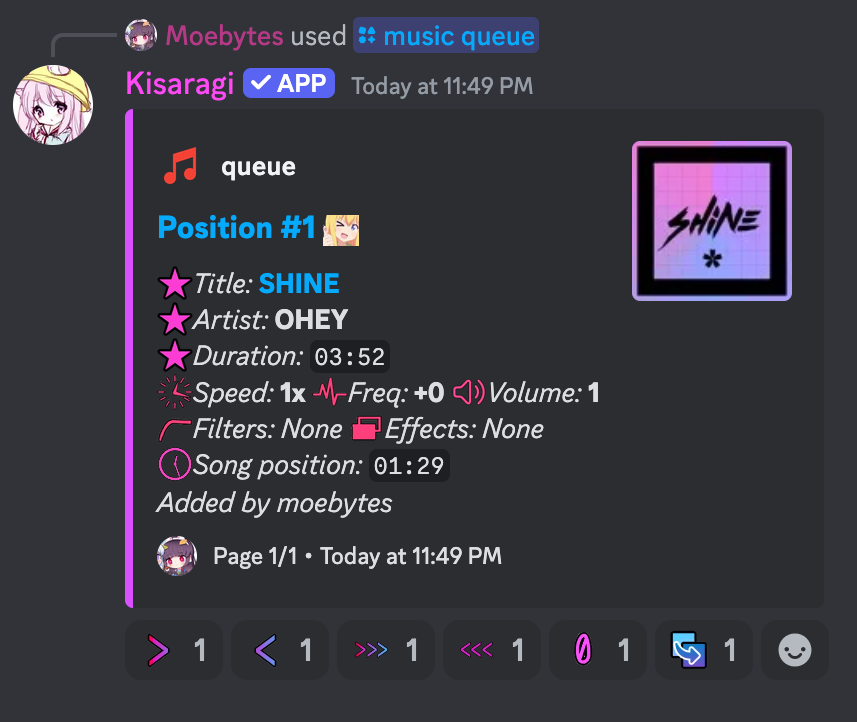 Moebytes used music queue
Kisaragi ✓ APP Today at 11:49 PM
queue
Position #1
SHINE
*
Title: SHINE
Artist: OHEY
Duration: 03:52
Speed: 1x Freq: +0 Volume: 1
Filters: None Effects: None
Song position: 01:29
Added by moebytes
Page 1/1 • Today at 11:49 PM
1 1 1 1 0 1 1